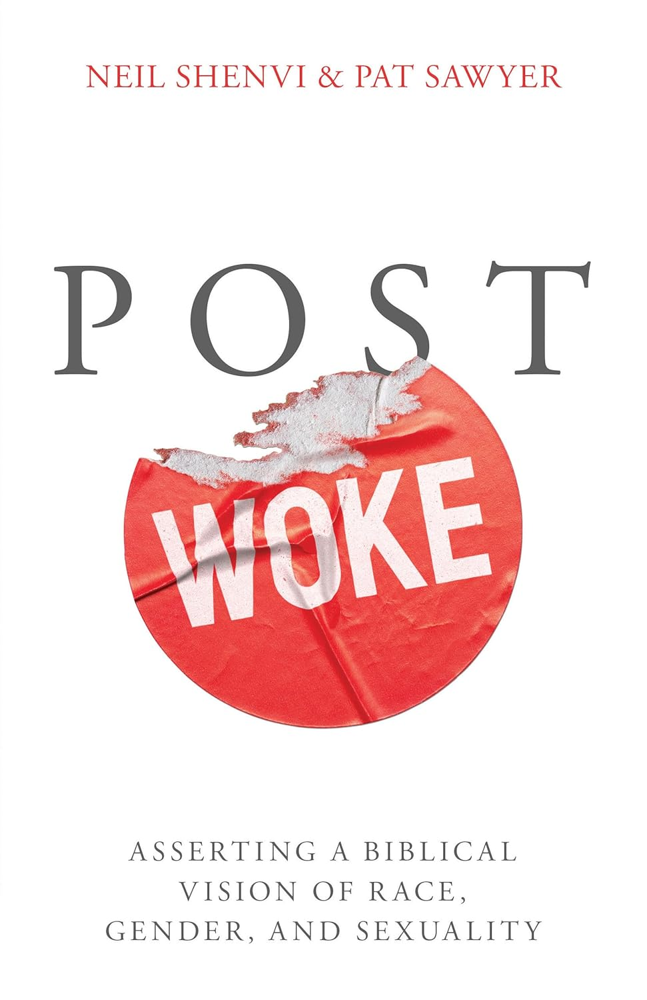 NEIL SHENVI & PAT SAWYER
POST
WOKE
ASSERTING A BIBLICAL
VISION OF RACE,
GENDER, AND SEXUALITY